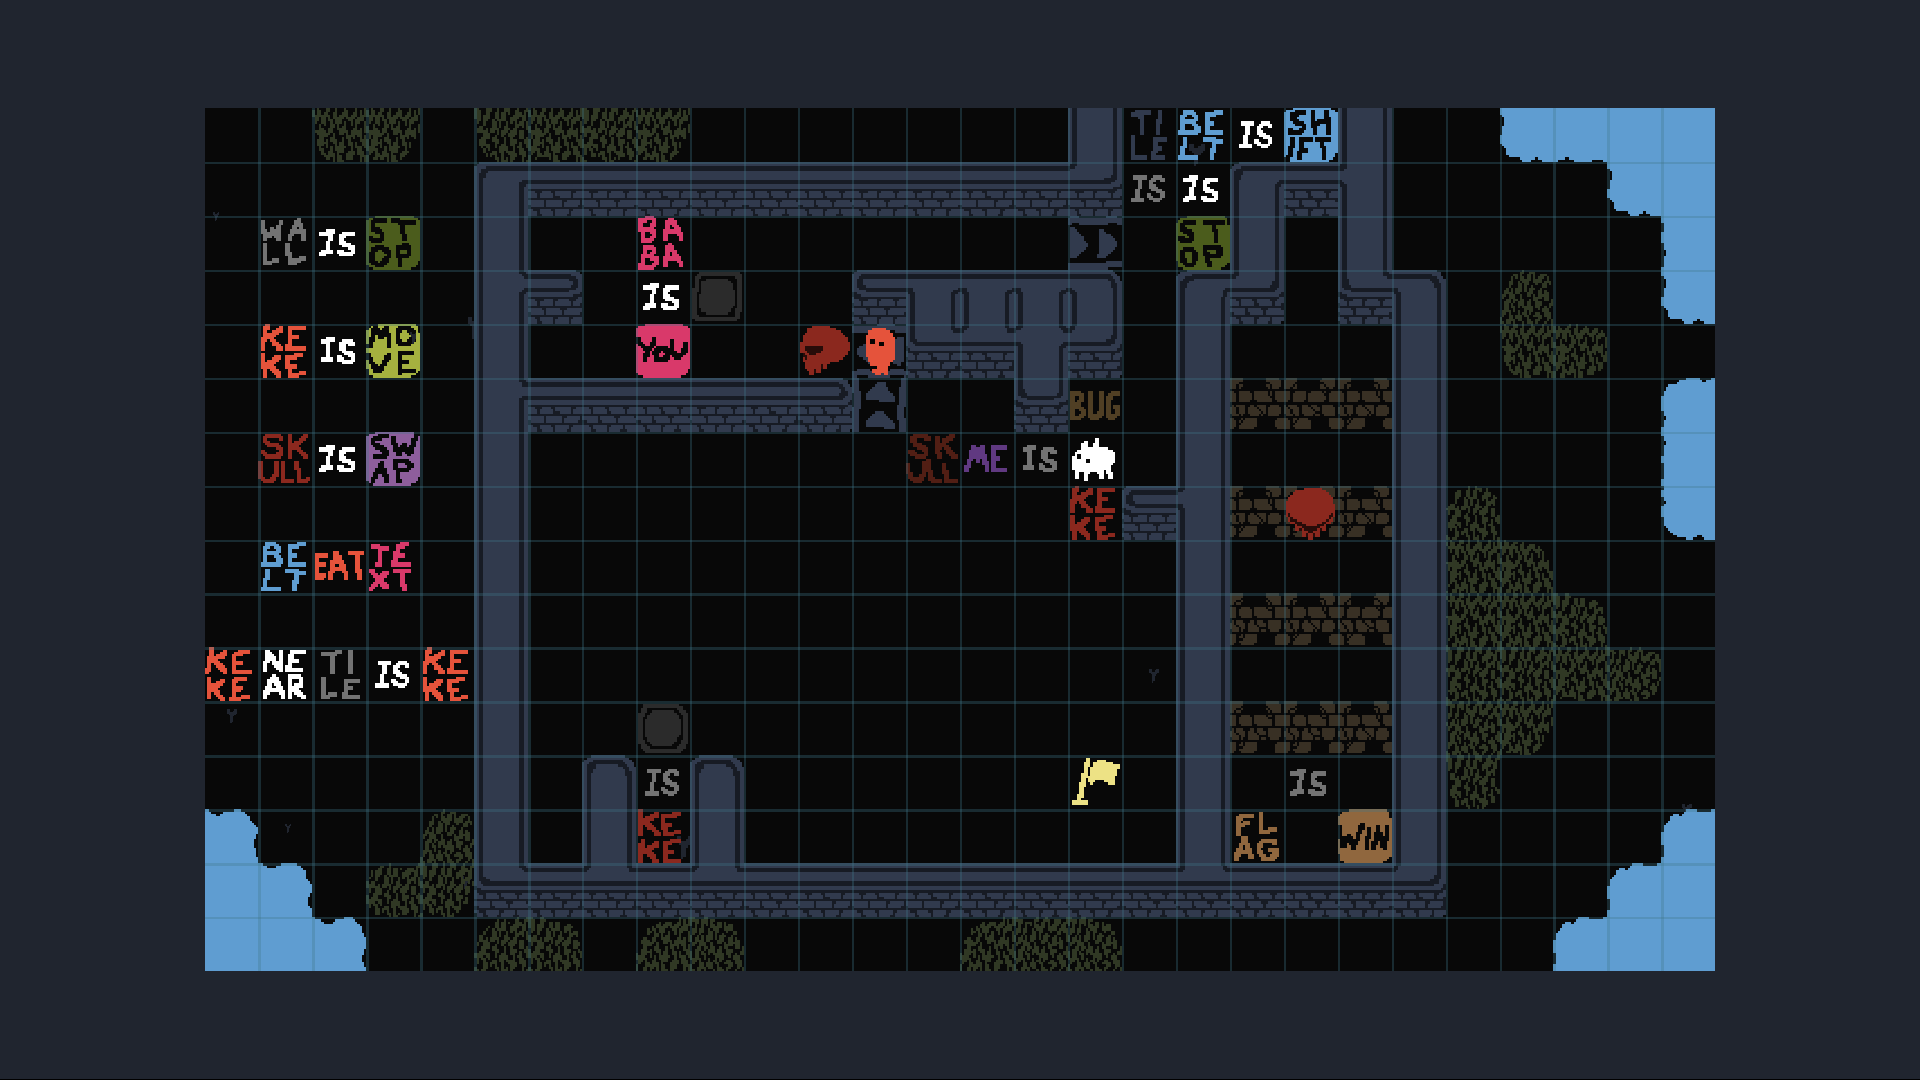 TILE BELT IS SHIFT
IS IS
WALL IS STOP BABA STOP
IS
KEKE IS MOVE YOU
BUG
SKULL IS SWAP SKULL ME IS
KEKE
BELT EAT TEXT
KEKE NEAR TILE IS KEKE
IS IS
KEKE FLAG WIN